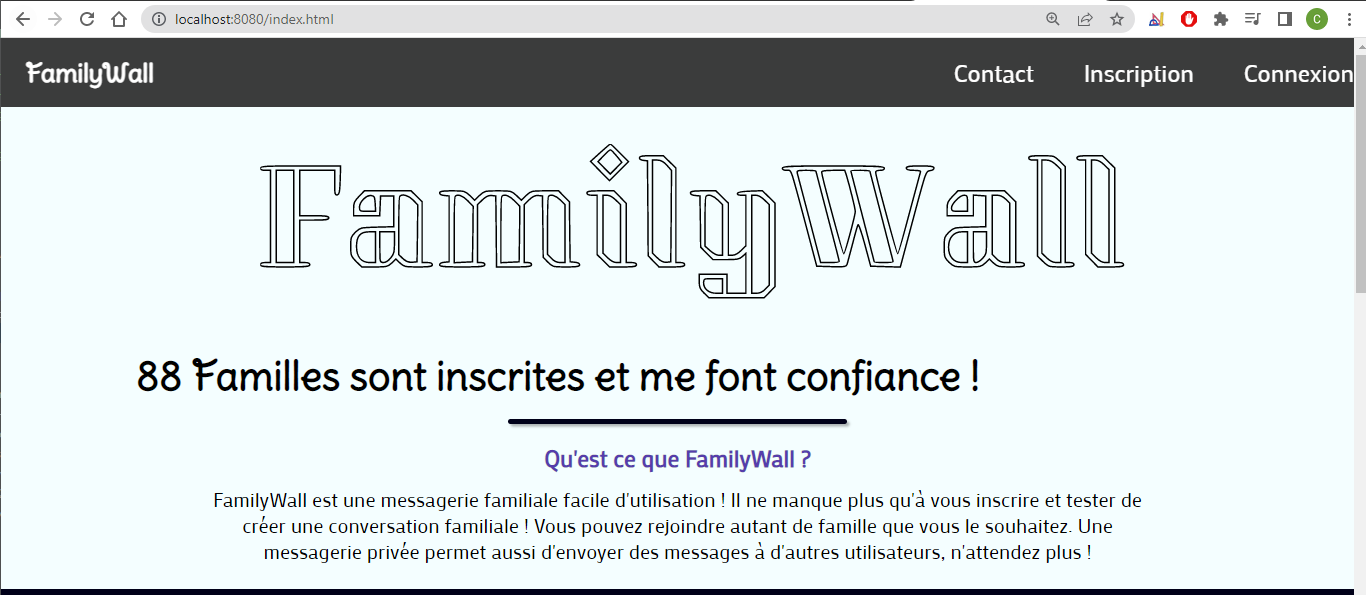 localhost:8080/index.html
C
FamilyWall Contact Inscription Connexion
FamilyWall
88 Familles sont inscrites et me font confiance !
Qu'est ce que FamilyWall ?
FamilyWall est une messagerie familiale facile d'utilisation ! Il ne manque plus qu'à vous inscrire et tester de
créer une conversation familiale ! Vous pouvez rejoindre autant de famille que vous le souhaitez. Une
messagerie privée permet aussi d'envoyer des messages à d'autres utilisateurs, n'attendez plus !